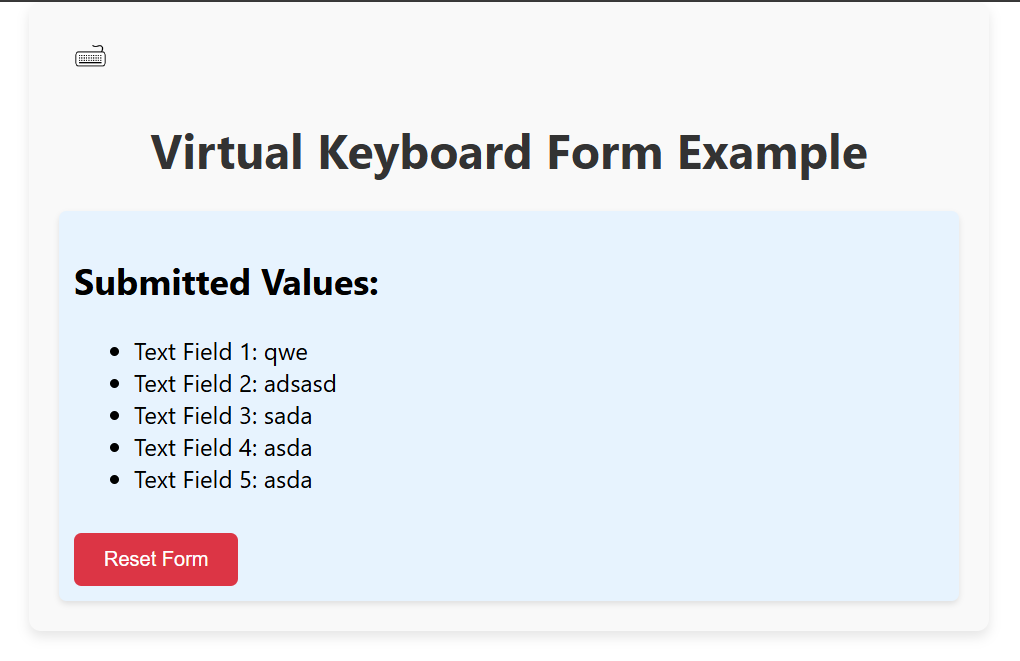 Virtual Keyboard Form Example
Submitted Values:
Text Field 1: qwe
Text Field 2: adsasd
Text Field 3: sada
Text Field 4: asda
Text Field 5: asda
Reset Form